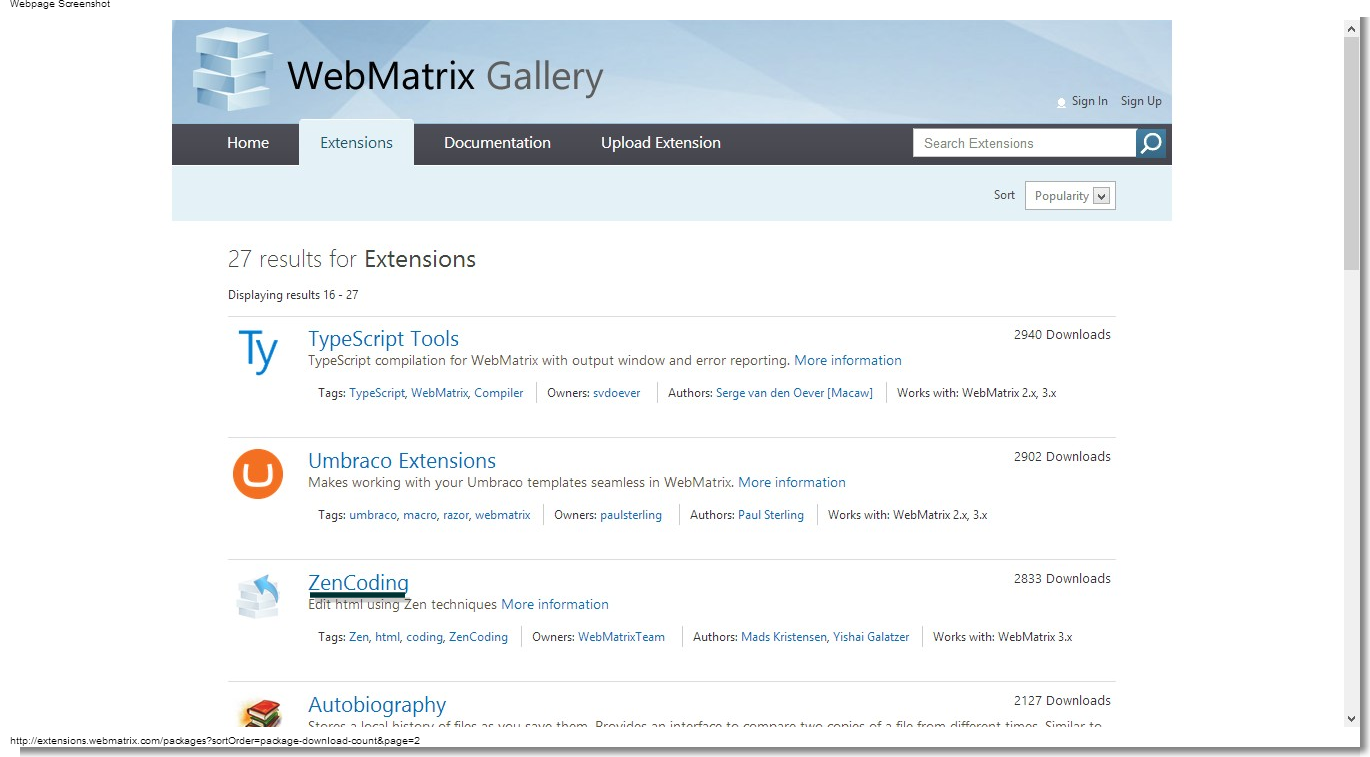 Webpage Screenshot
WebMatrix Gallery
Sign In Sign Up
Home Extensions Documentation Upload Extension Search Extensions
Sort Popularity
27 results for Extensions
Displaying results 16 - 27
Ty
TypeScript Tools 2940 Downloads
TypeScript compilation for WebMatrix with output window and error reporting. More information
Tags: TypeScript, WebMatrix, Compiler Owners: svdoever Authors: Serge van den Oever [Macaw] Works with: WebMatrix 2.x, 3.x
Umbraco Extensions 2902 Downloads
Makes working with your Umbraco templates seamless in WebMatrix. More information
Tags: umbraco, macro, razor, webmatrix Owners: paulsterling Authors: Paul Sterling Works with: WebMatrix 2.x, 3.x
ZenCoding 2833 Downloads
Edit html using Zen techniques More information
Tags: Zen, html, coding, ZenCoding Owners: WebMatrixTeam Authors: Mads Kristensen, Yishai Galatzer Works with: WebMatrix 3.x
Autobiography 2127 Downloads
Stores a local history of files as you save them. Provides an interface to compare two copies of a file from different times. Similar to
http://extensions.webmatrix.com/packages?sortOrder=package-download-count&page=2